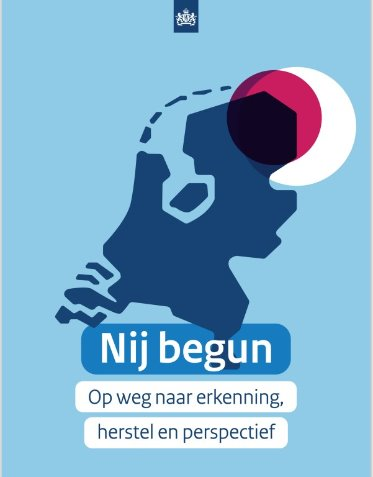 Nij begun
Op weg naar erkenning,
herstel en perspectief